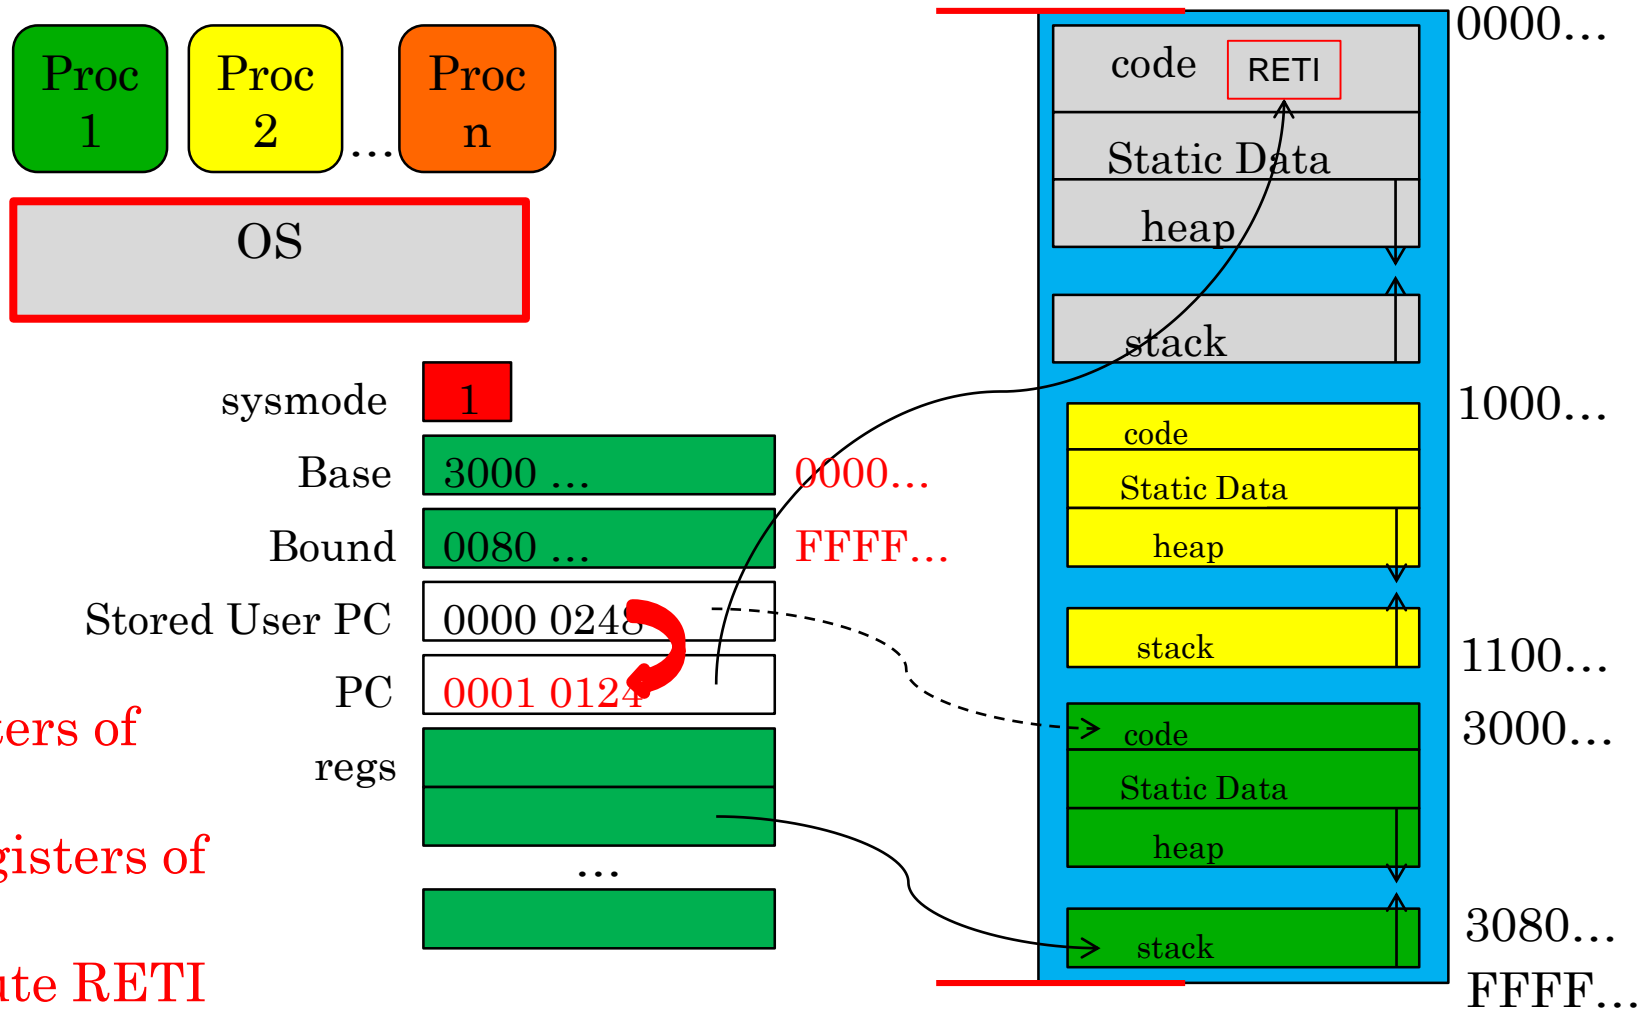 Proc 1
Proc 2
...
Proc n
OS
sysmode 1
Base 3000 ... 0000...
Bound 0080 ... FFFF...
Stored User PC 0000 0248
PC 0001 0124
regs
...
ters of
gisters of
ute RETI
0000...
code RETI
Static Data
heap
stack
1000...
code
Static Data
heap
stack
1100...
3000...
code
Static Data
heap
stack
3080...
FFFF...